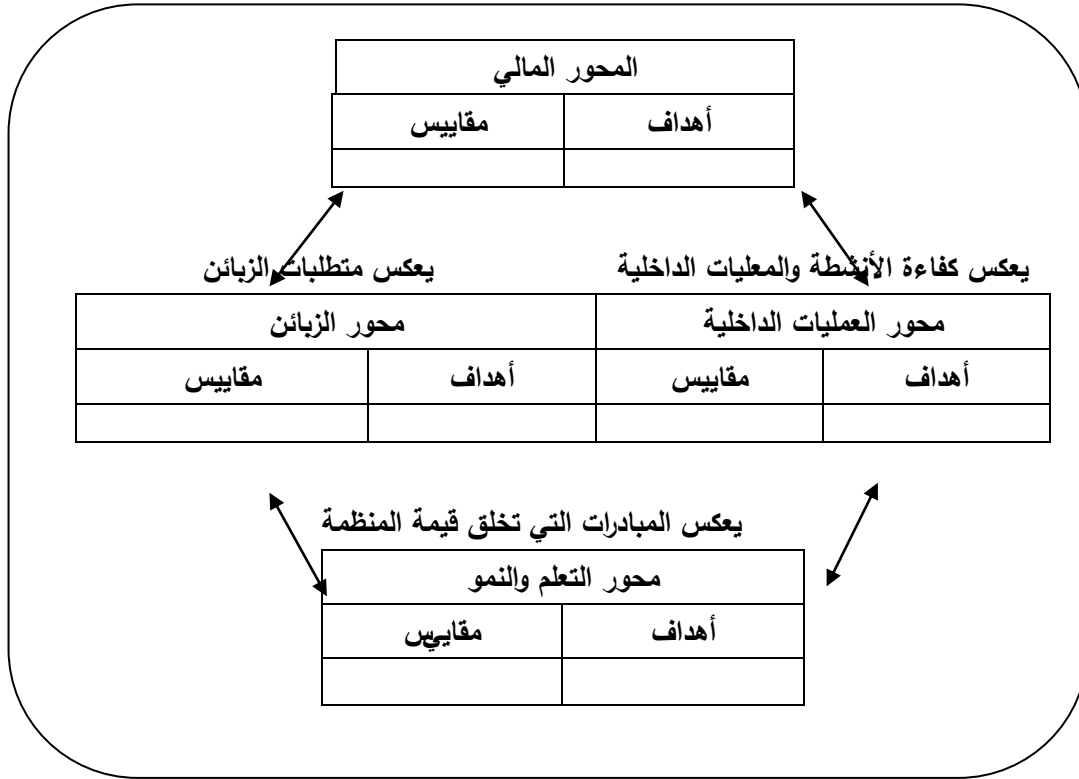 المحور المالي
أهداف مقاييس
يعكس كفاءة الأنشطة والمعليات الداخلية يعكس متطلبات الزبائن
محور العمليات الداخلية محور الزبائن
أهداف مقاييس أهداف مقاييس
يعكس المبادرات التي تخلق قيمة المنظمة
محور التعلم والنمو
أهداف مقاييس